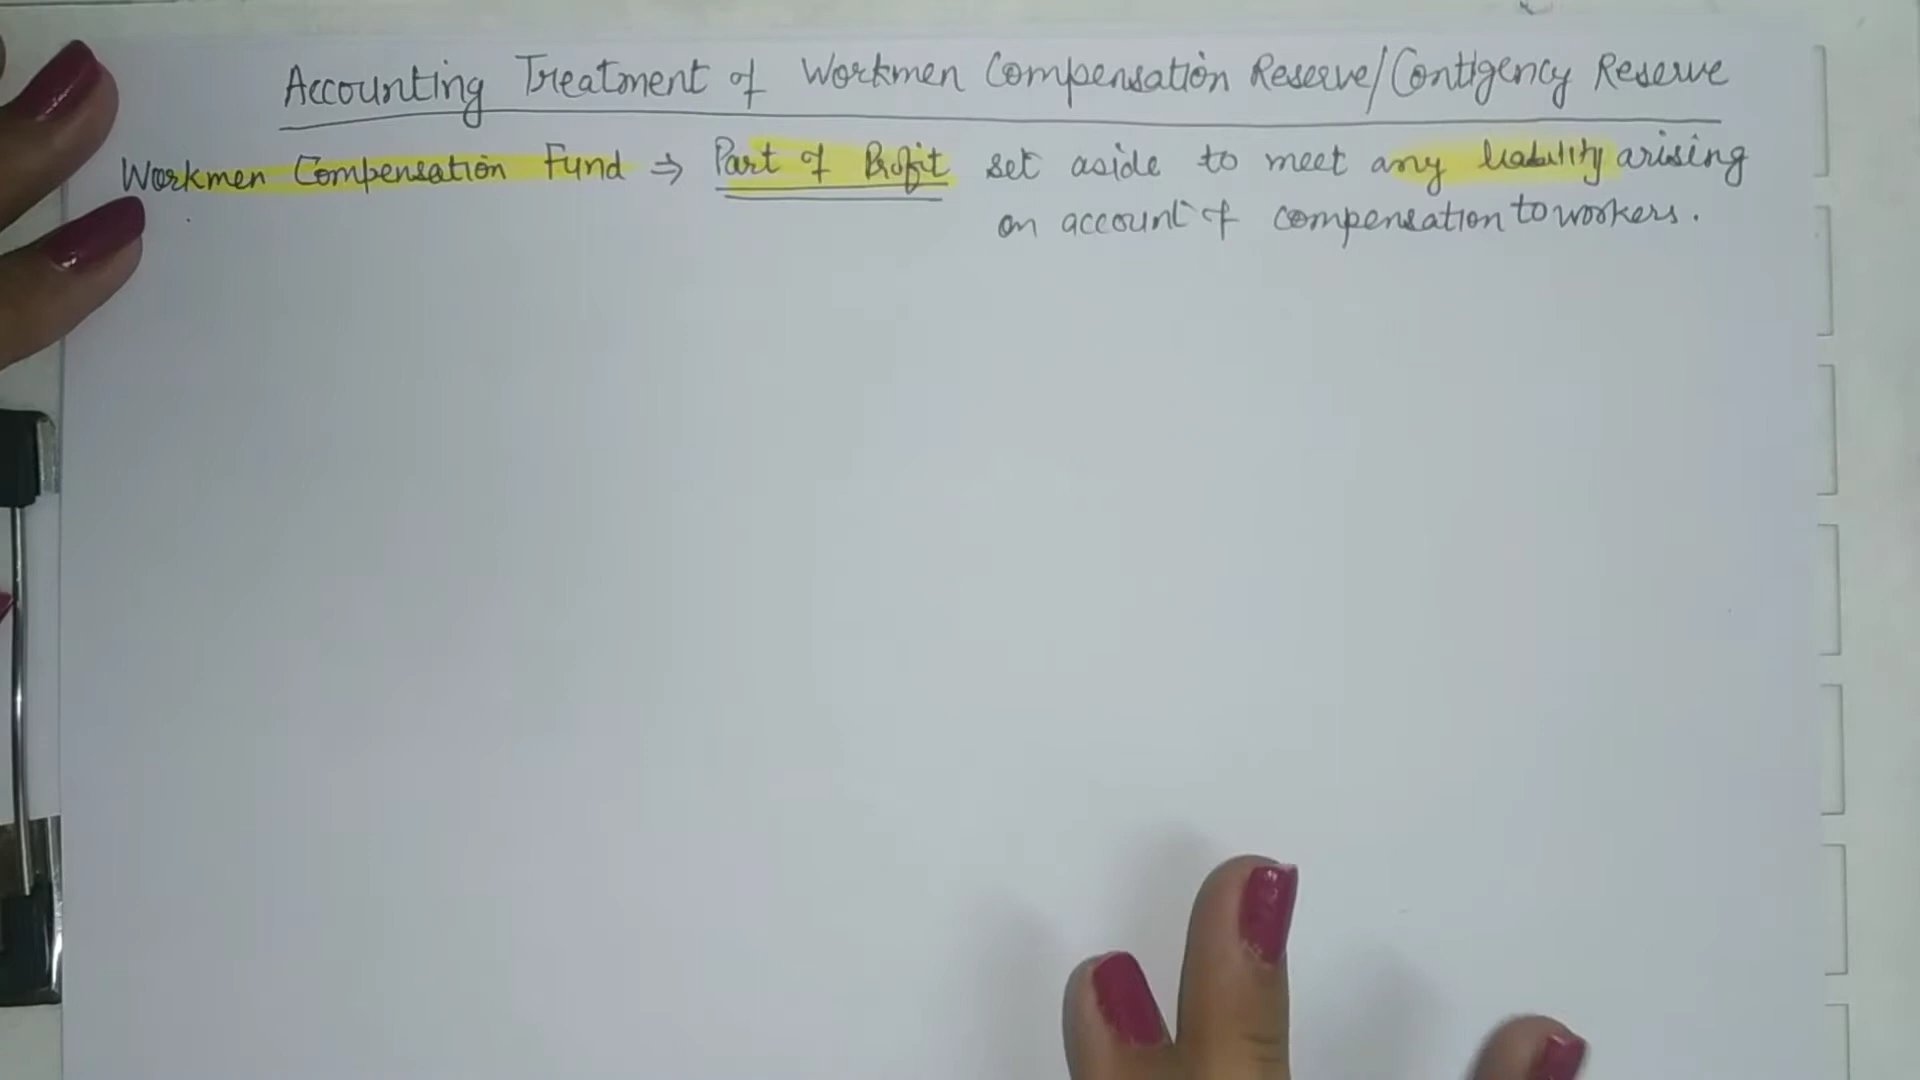 Accounting Treatment of Workmen Compensation Reserve/Contigency Reserve
Workmen Compensation Fund ⇒ Part of Profit set aside to meet any liability arising
on account of compensation to workers.